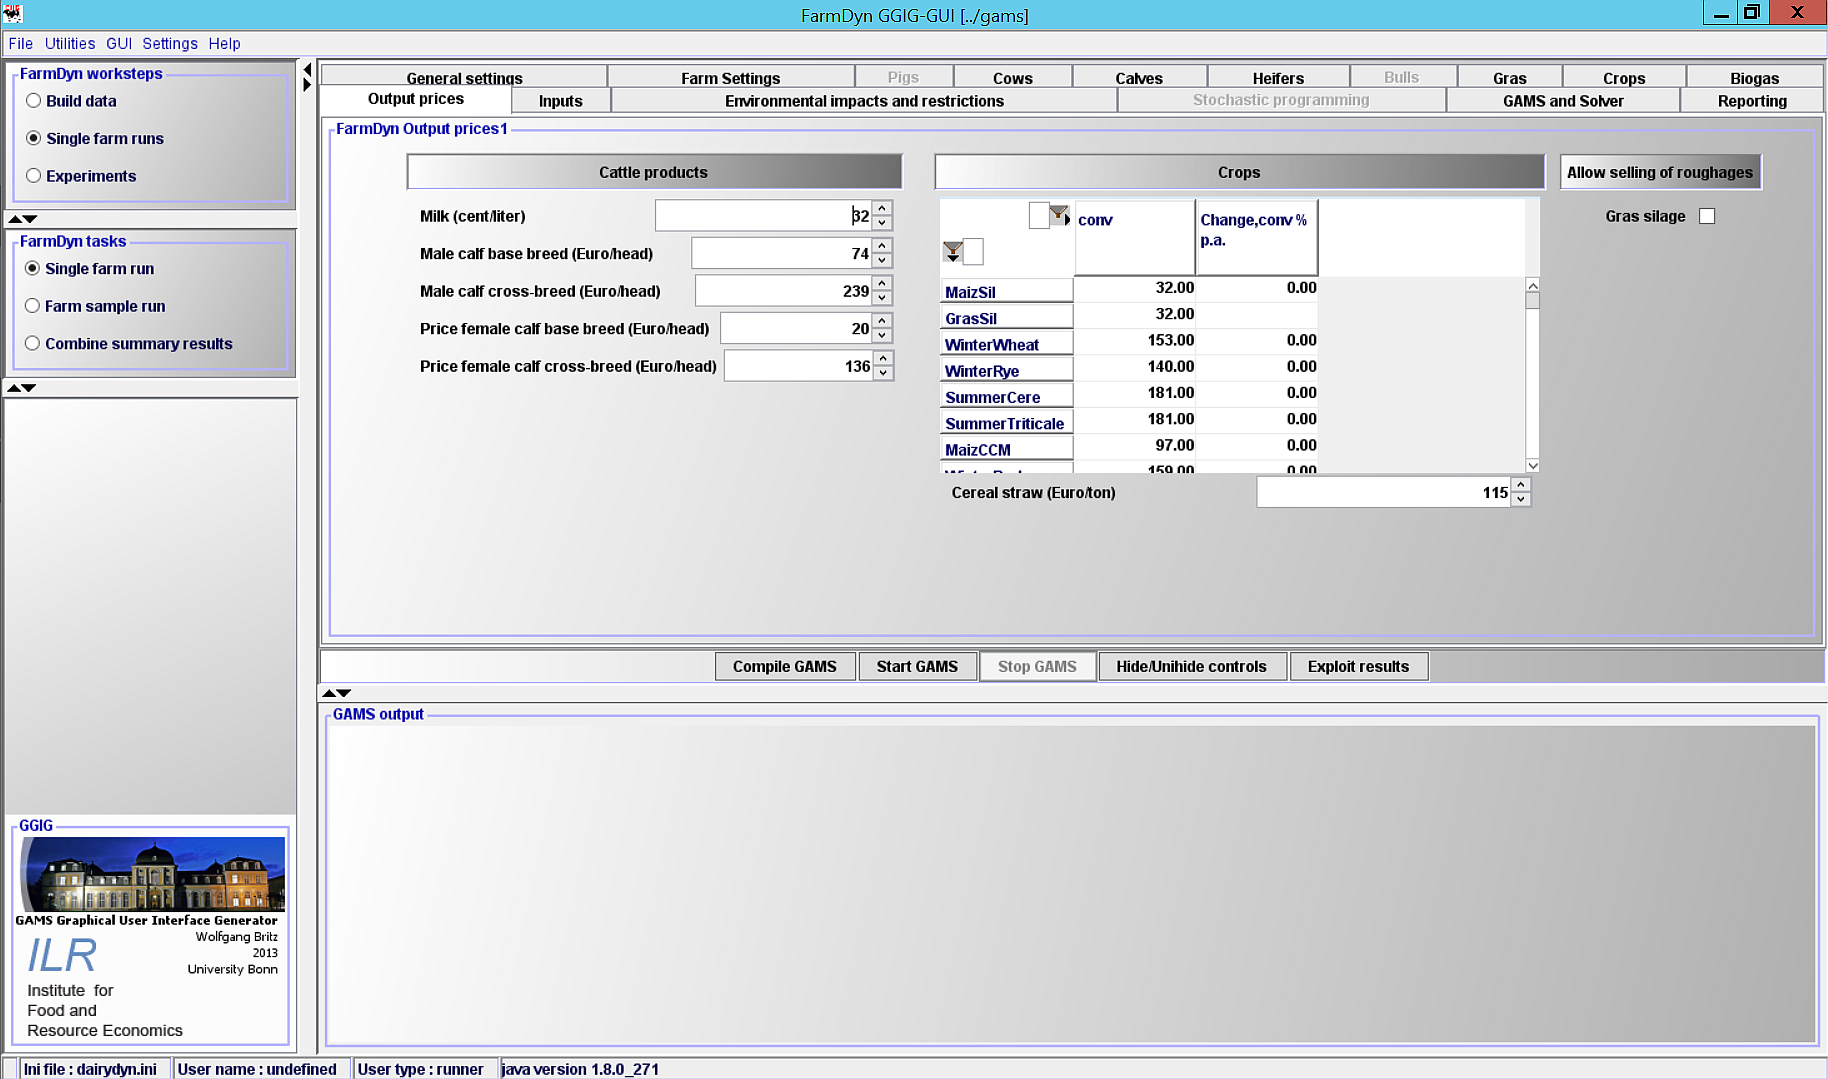 FarmDyn GGIG-GUI [../gams]
File Utilities GUI Settings Help
FarmDyn worksteps
Build data
Single farm runs
Experiments
FarmDyn tasks
Single farm run
Farm sample run
Combine summary results
General settings Farm Settings Pigs Cows Calves Heifers Bulls Gras Crops Biogas
Output prices Inputs Environmental impacts and restrictions Stochastic programming GAMS and Solver Reporting
FarmDyn Output prices1
Cattle products
Milk (cent/liter) 32
Male calf base breed (Euro/head) 74
Male calf cross-breed (Euro/head) 239
Price female calf base breed (Euro/head) 20
Price female calf cross-breed (Euro/head) 136
Crops
conv Change,conv %
p.a.
MaizSil 32.00 0.00
GrasSil 32.00
WinterWheat 153.00 0.00
WinterRye 140.00 0.00
SummerCere 181.00 0.00
SummerTriticale 181.00 0.00
MaizCCM 97.00 0.00
159.00 0.00
Cereal straw (Euro/ton) 115
Allow selling of roughages
Gras silage
Compile GAMS Start GAMS Stop GAMS Hide/Unihide controls Exploit results
GAMS output
GGIG
GAMS Graphical User Interface Generator
Wolfgang Britz
2013
University Bonn
ILR
Institute for
Food and
Resource Economics
Ini file : dairydyn.ini User name : undefined User type : runner java version 1.8.0_271